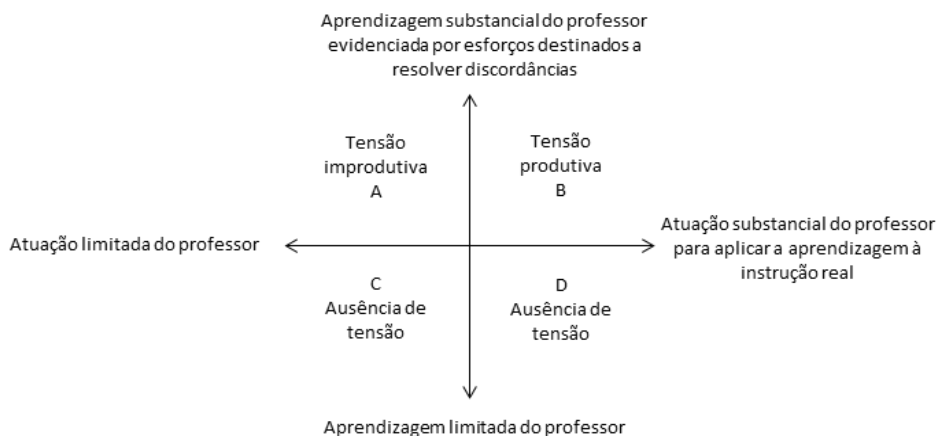 Aprendizagem substancial do professor
evidenciada por esforços destinados a
resolver discordâncias
Tensão
improdutiva
A
Tensão
produtiva
B
Atuação limitada do professor
Atuação substancial do professor
para aplicar a aprendizagem à
instrução real
C
Ausência de
tensão
D
Ausência de
tensão
Aprendizagem limitada do professor